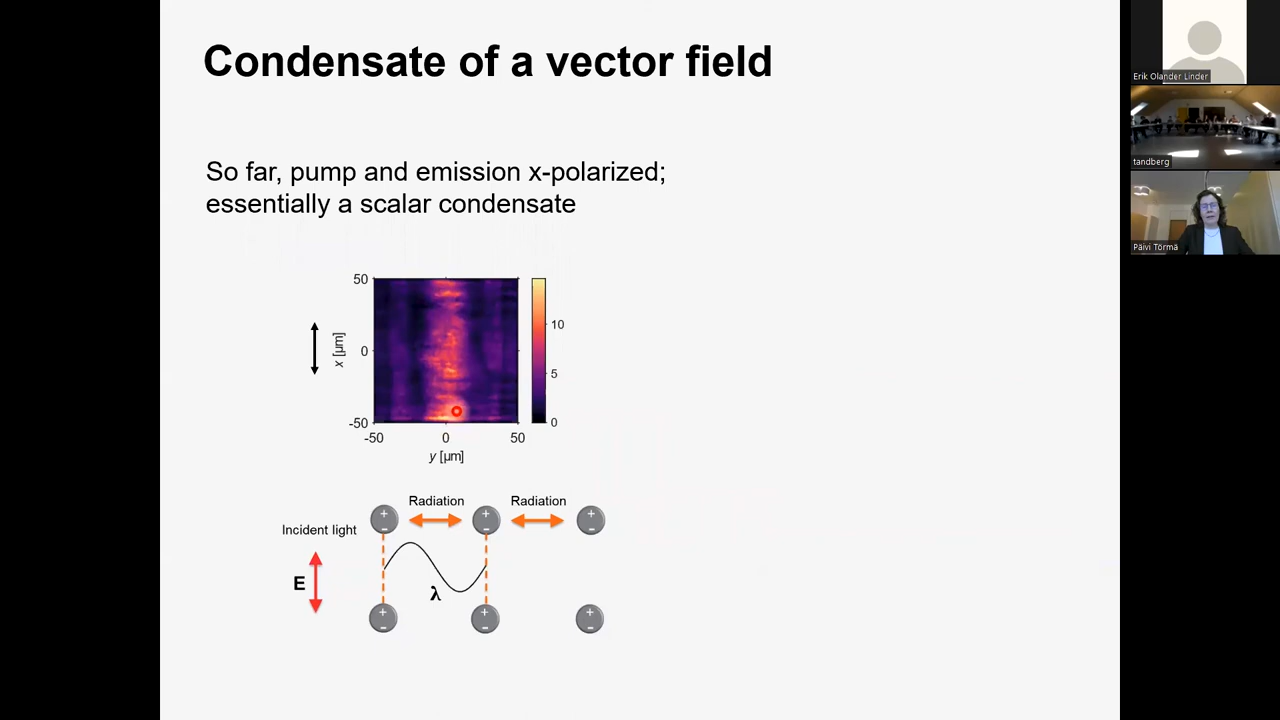 Condensate of a vector field
So far, pump and emission x-polarized;
essentially a scalar condensate
50
0
-50
x [µm]
-50
0
50
y [µm]
10
5
0
Radiation
Radiation
Incident light
E
λ
+
-
+
-
+
-
+
-
+
-
+
-
Erik Olander Linder
tandberg
Päivi Törmä